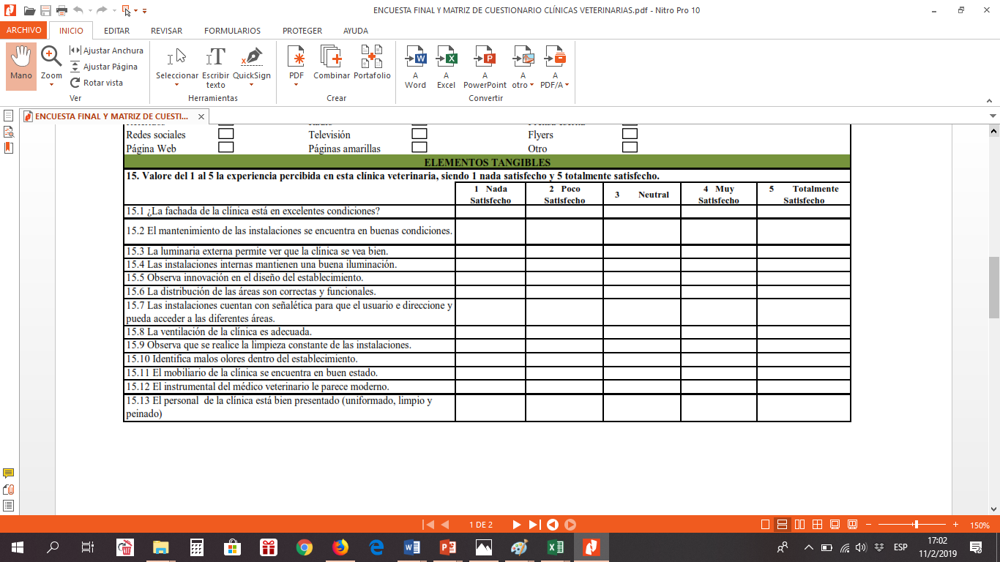 ENCUESTA FINAL Y MATRIZ DE CUESTIONARIO CLÍNICAS VETERINARIAS.pdf - Nitro Pro 10
ARCHIVO INICIO EDITAR REVISAR FORMULARIOS PROTEGER AYUDA
Mano
Zoom
Ajustar Anchura
Ajustar Página
Rotar vista
Ver
Seleccionar
Escribir texto
QuickSign
Herramientas
PDF
Combinar
Portafolio
Crear
A Word
A Excel
A PowerPoint
A otro
A PDF/A
Convertir
ENCUESTA FINAL Y MATRIZ DE CUESTI...
Redes sociales Televisión Flyers
Página Web Páginas amarillas Otro
ELEMENTOS TANGIBLES
15. Valore del 1 al 5 la experiencia percibida en esta clínica veterinaria, siendo 1 nada satisfecho y 5 totalmente satisfecho.
1 Nada Satisfecho
2 Poco Satisfecho
3 Neutral
4 Muy Satisfecho
5 Totalmente Satisfecho
15.1 ¿La fachada de la clínica está en excelentes condiciones?
15.2 El mantenimiento de las instalaciones se encuentra en buenas condiciones.
15.3 La luminaria externa permite ver que la clínica se vea bien.
15.4 Las instalaciones internas mantienen una buena iluminación.
15.5 Observa innovación en el diseño del establecimiento.
15.6 La distribución de las áreas son correctas y funcionales.
15.7 Las instalaciones cuentan con señalética para que el usuario e direccione y
pueda acceder a las diferentes áreas.
15.8 La ventilación de la clínica es adecuada.
15.9 Observa que se realice la limpieza constante de las instalaciones.
15.10 Identifica malos olores dentro del establecimiento.
15.11 El mobiliario de la clínica se encuentra en buen estado.
15.12 El instrumental del médico veterinario le parece moderno.
15.13 El personal de la clínica está bien presentado (uniformado, limpio y
peinado)
1 DE 2
150%
ESP
17:02
11/2/2019